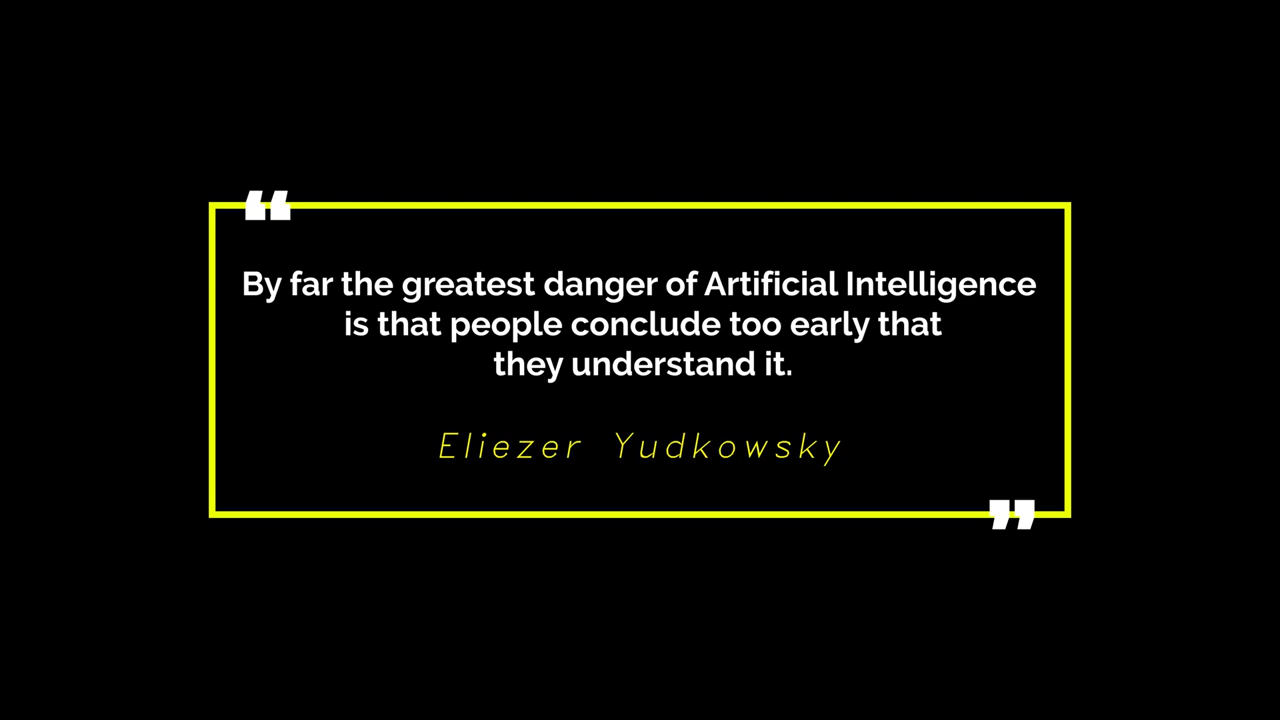 “
By far the greatest danger of Artificial Intelligence
is that people conclude too early that
they understand it.
Eliezer Yudkowsky
”